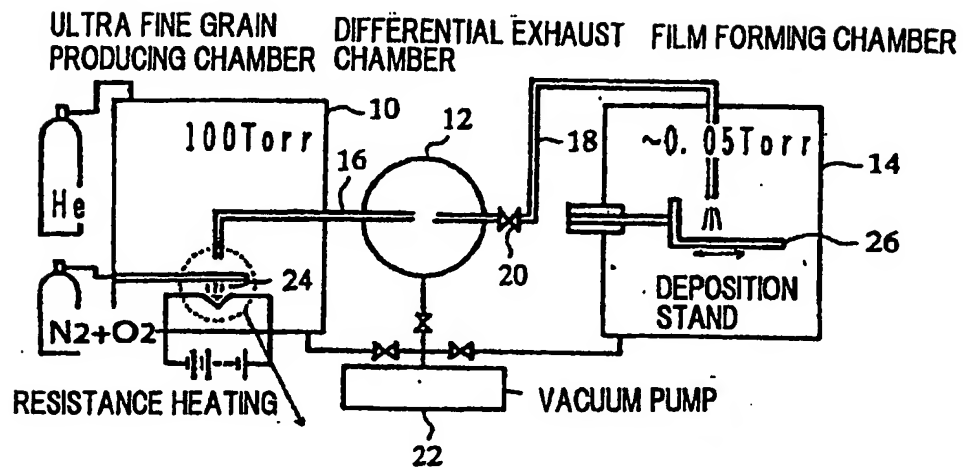 ULTRA FINE GRAIN
PRODUCING CHAMBER
DIFFERENTIAL EXHAUST
CHAMBER
FILM FORMING CHAMBER
10
100Torr
12
16
18
~0.05Torr
14
He
20
26
24
DEPOSITION
STAND
N2+O2
RESISTANCE HEATING
VACUUM PUMP
22